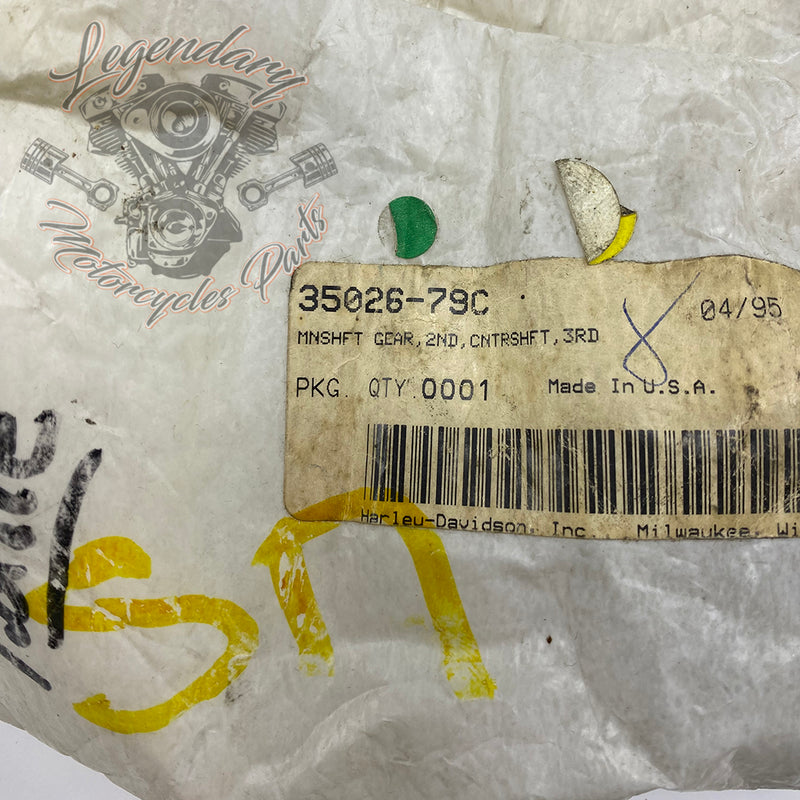 Legendary
Motorcycles Parts
35026-79C
04/95
MNSHFT GEAR,2ND,CNTRSHFT,3RD
PKG. QTY. 0001 Made In U.S.A.
Harley-Davidson, Inc. Milwaukee, Wi